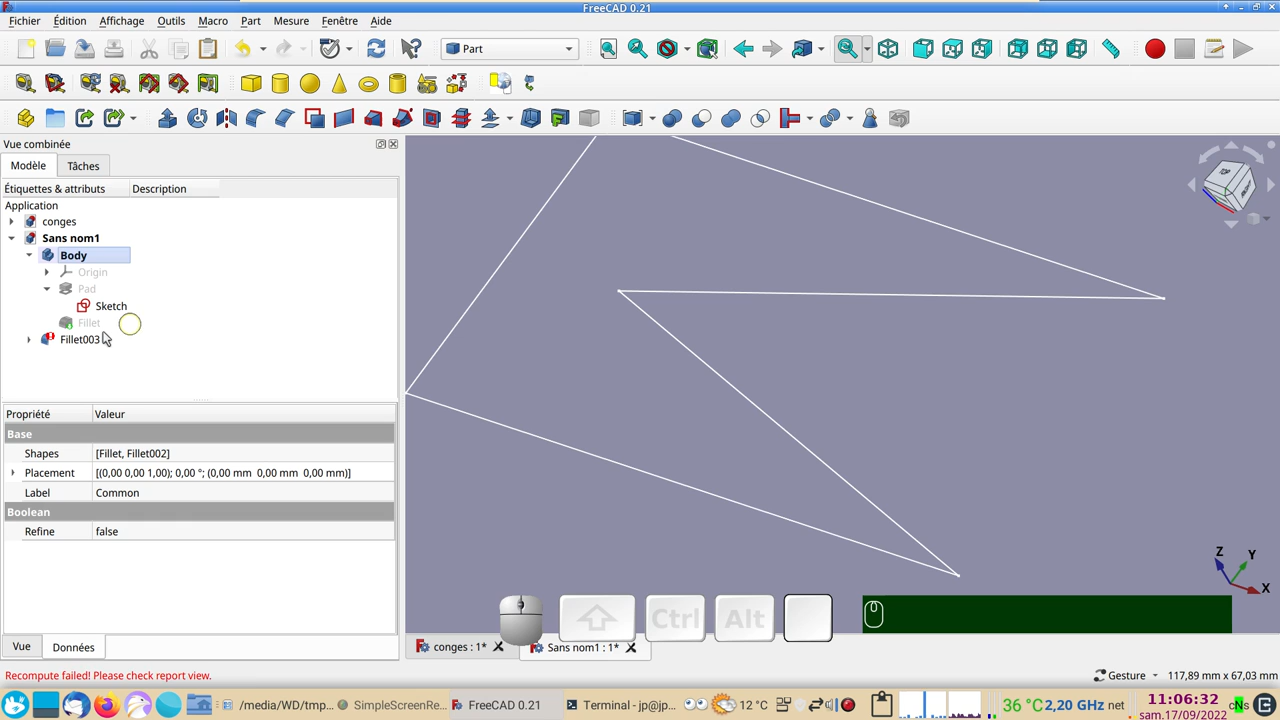 FreeCAD 0.21
Fichier Édition Affichage Outils Macro Part Mesure Fenêtre Aide
Part
Vue combinée
Modèle Tâches
Étiquettes & attributs Description
Application
conges
Sans nom1
Body
Origin
Pad
Sketch
Fillet
Fillet003
Propriété Valeur
Base
Shapes [Fillet, Fillet002]
Placement [(0,00 0,00 1,00); 0,00 °; (0,00 mm 0,00 mm 0,00 mm)]
Label Common
Boolean
Refine false
TOP
Z
Y
X
Ctrl Alt
Vue Données
conges : 1* Sans nom1 : 1*
Recompute failed! Please check report view.
Gesture 117,89 mm x 67,03 mm
/media/WD/tmp... SimpleScreenRe... FreeCAD 0.21 Terminal - jp@jp... 12 °C 36 °C 2,20 GHz 11:06:32
sam.17/09/2022